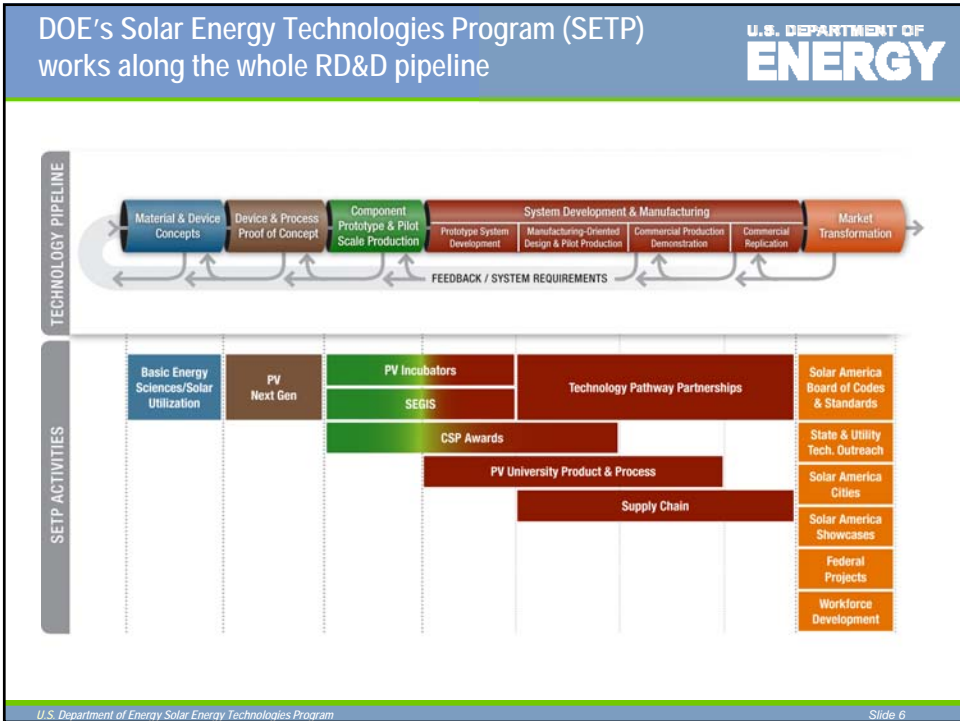 DOE's Solar Energy Technologies Program (SETP)
works along the whole RD&D pipeline
U.S. DEPARTMENT OF
ENERGY
TECHNOLOGY PIPELINE
Material & Device
Concepts
Device & Process
Proof of Concept
Component
Prototype & Pilot
Scale Production
System Development & Manufacturing
Prototype System
Development
Manufacturing-Oriented
Design & Pilot Production
Commercial Production
Demonstration
Commercial
Replication
Market
Transformation
FEEDBACK / SYSTEM REQUIREMENTS
SETP ACTIVITIES
Basic Energy
Sciences/Solar
Utilization
PV
Next Gen
PV Incubators
SEGIS
CSP Awards
Technology Pathway Partnerships
PV University Product & Process
Supply Chain
Solar America
Board of Codes
& Standards
State & Utility
Tech. Outreach
Solar America
Cities
Solar America
Showcases
Federal
Projects
Workforce
Development
U.S. Department of Energy Solar Energy Technologies Program
Slide 6